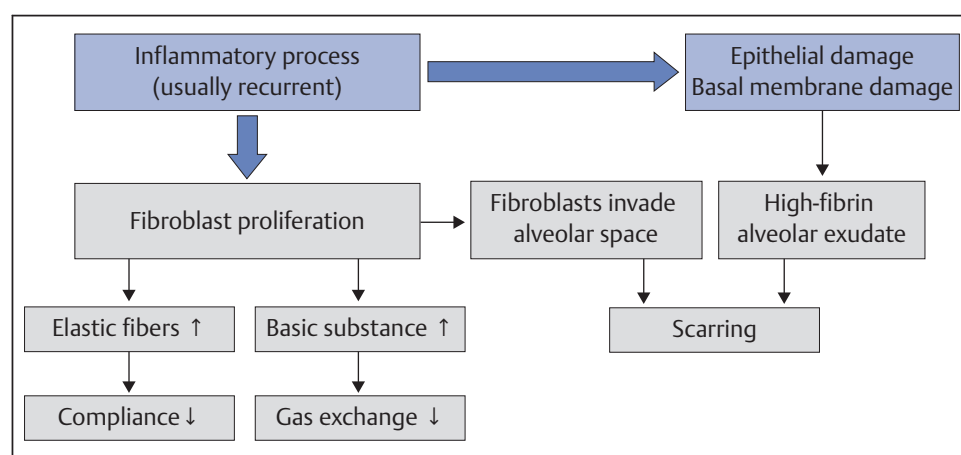 Inflammatory process
(usually recurrent)
Epithelial damage
Basal membrane damage
Fibroblast proliferation
Fibroblasts invade
alveolar space
High-fibrin
alveolar exudate
Elastic fibers ↑
Basic substance ↑
Scarring
Compliance ↓
Gas exchange ↓